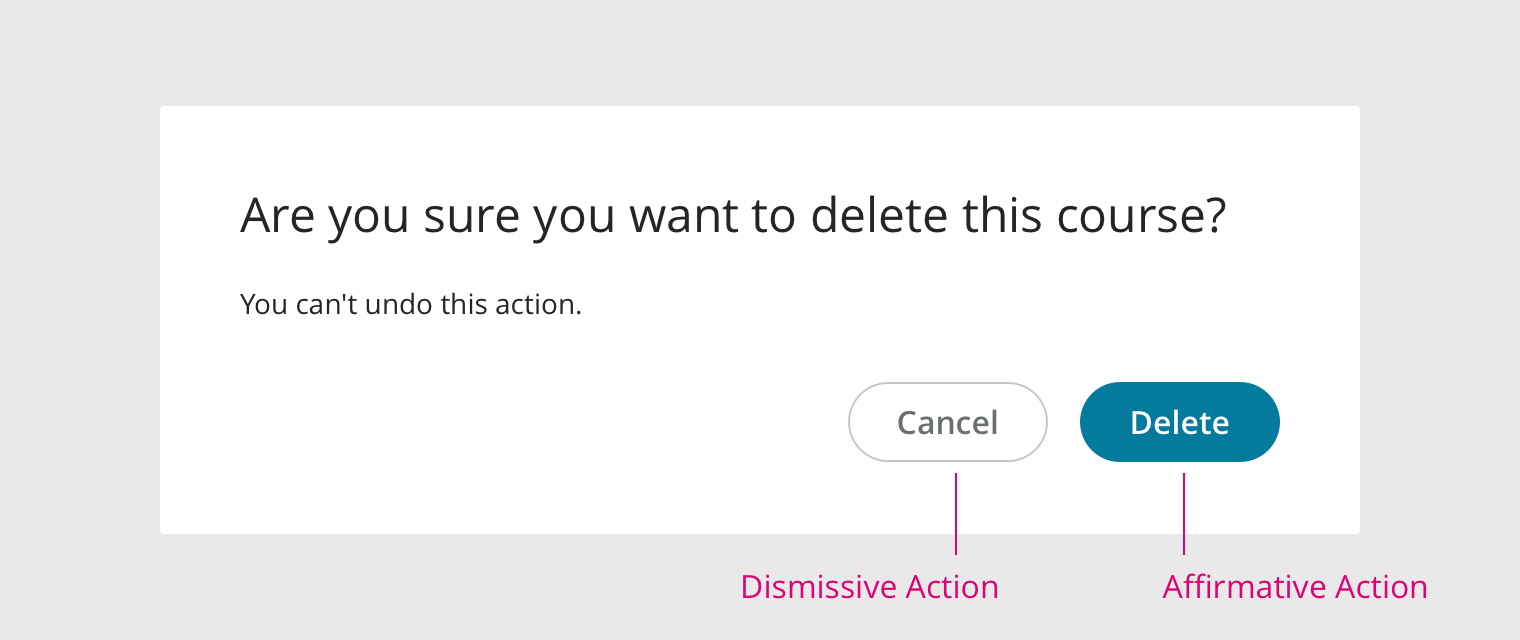 Are you sure you want to delete this course?
You can't undo this action.
Cancel Delete
Dismissive Action Affirmative Action